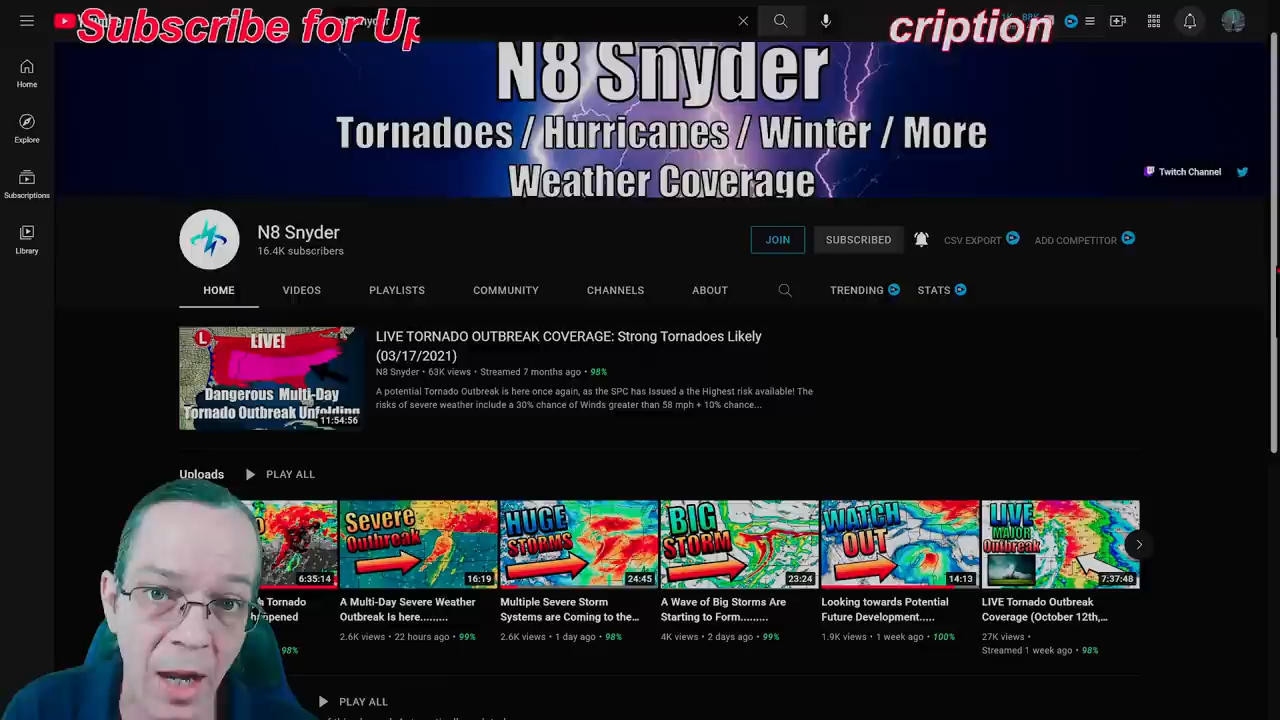 Subscribe for Up
cription
N8 Snyder
Tornadoes / Hurricanes / Winter / More
Weather Coverage
Twitch Channel
Home
Explore
Subscriptions
Library
N8 Snyder
16.4K subscribers
JOIN
SUBSCRIBED
CSV EXPORT
ADD COMPETITOR
HOME
VIDEOS
PLAYLISTS
COMMUNITY
CHANNELS
ABOUT
TRENDING
STATS
LIVE!
Dangerous Multi-Day
Tornado Outbreak Unfolding
11:54:56
LIVE TORNADO OUTBREAK COVERAGE: Strong Tornadoes Likely
(03/17/2021)
N8 Snyder • 63K views • Streamed 7 months ago • 98%
A potential Tornado Outbreak is here once again, as the SPC has Issued a the Highest risk available! The
risks of severe weather include a 30% chance of Winds greater than 58 mph + 10% chance...
Uploads
PLAY ALL
6:35:14
Tornado
happened
98%
Severe
Outbreak
16:19
A Multi-Day Severe Weather
Outbreak Is here.........
2.6K views • 22 hours ago • 99%
HUGE
STORMS
24:45
Multiple Severe Storm
Systems are Coming to the...
2.6K views • 1 day ago • 98%
BIG
STORM
23:24
A Wave of Big Storms Are
Starting to Form........
4K views • 2 days ago • 99%
WATCH
OUT
14:13
Looking towards Potential
Future Development.....
1.9K views • 1 week ago • 100%
LIVE
MAJOR
Outbreak
7:37:48
LIVE Tornado Outbreak
Coverage (October 12th,...
27K views •
Streamed 1 week ago • 98%
PLAY ALL